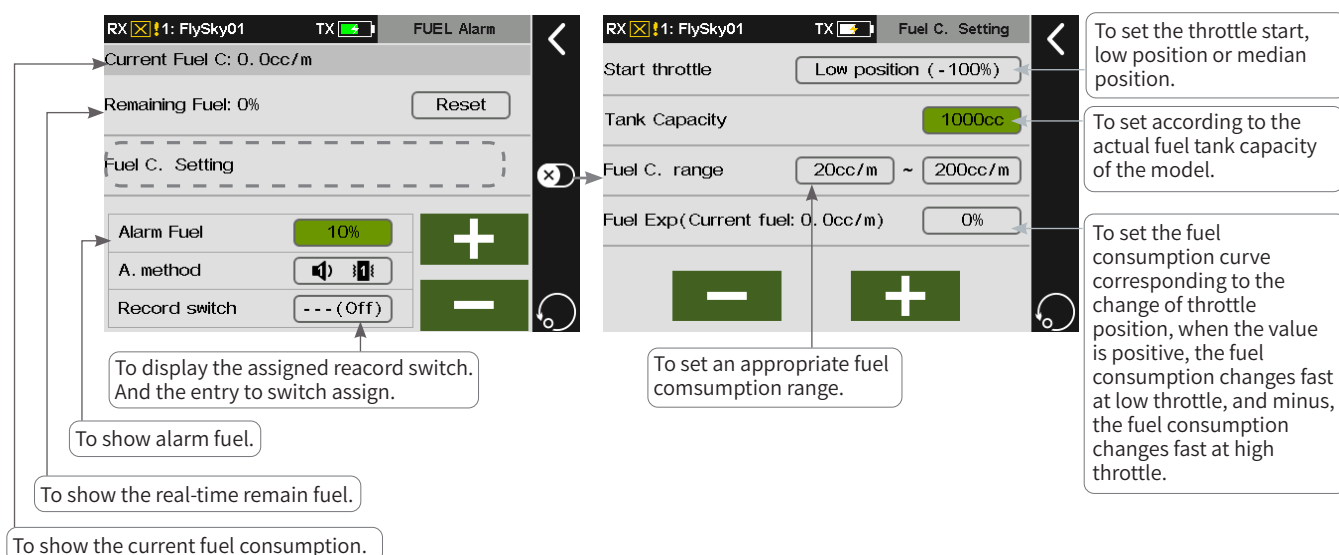 RX !1: FlySky01 TX FUEL Alarm
Current Fuel C: 0.0cc/m
Remaining Fuel: 0% Reset
Fuel C. Setting
Alarm Fuel 10%
A. method 1 1
Record switch ---(Off)
To display the assigned reacord switch.
And the entry to switch assign.
To show alarm fuel.
To show the real-time remain fuel.
To show the current fuel consumption.
RX !1: FlySky01 TX Fuel C. Setting
Start throttle Low position (-100%)
Tank Capacity 1000cc
Fuel C. range 20cc/m ~ 200cc/m
Fuel Exp(Current fuel: 0.0cc/m) 0%
To set an appropriate fuel
comsumption range.
To set the throttle start,
low position or median
position.
To set according to the
actual fuel tank capacity
of the model.
To set the fuel
consumption curve
corresponding to the
change of throttle
position, when the value
is positive, the fuel
consumption changes fast
at low throttle, and minus,
the fuel consumption
changes fast at high
throttle.